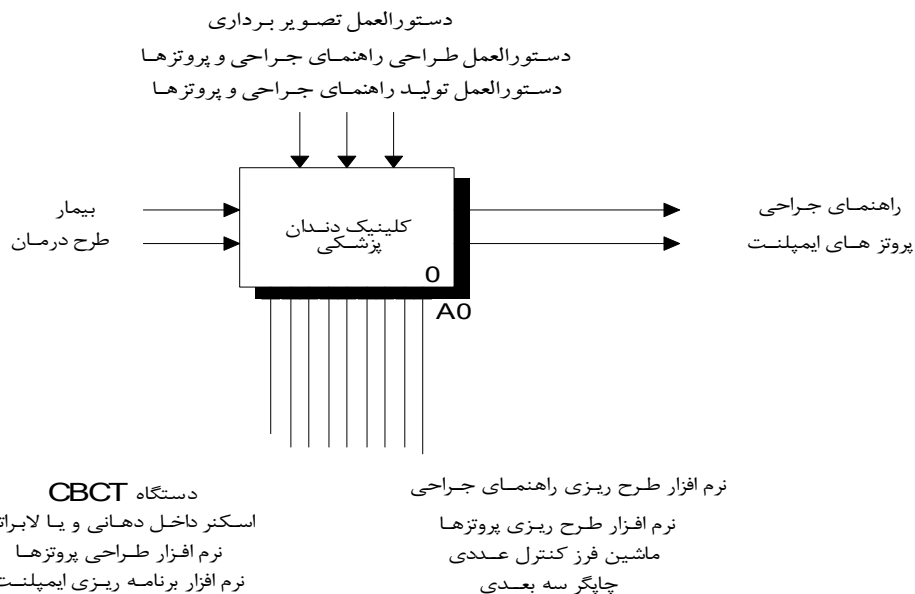 دستورالعمل تصویر برداری
دستورالعمل طراحی راهنمای جراحی و پروتزها
دستورالعمل تولید راهنمای جراحی و پروتزها
بیمار
طرح درمان
کلینیک دندان
پزشکی
0
A0
راهنمای جراحی
پروتز های ایمپلنت
دستگاه CBCT
اسکنر داخل دهانی و یا
نرم افزار طراحی پروتزها
نرم افزار برنامه ریزی ایمپلنت
نرم افزار طرح ریزی راهنمای جراحی
نرم افزار طرح ریزی پروتزها
ماشین فرز کنترل عددی
چاپگر سه بعدی